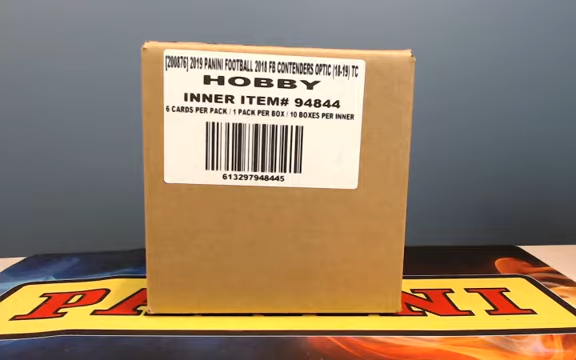 [200876] 2019 PANINI FOOTBALL 2018 FB CONTENDERS OPTIC (18-19) TC
HOBBY
INNER ITEM# 94844
6 CARDS PER PACK / 1 PACK PER BOX / 10 BOXES PER INNER
613297948445
PANINI